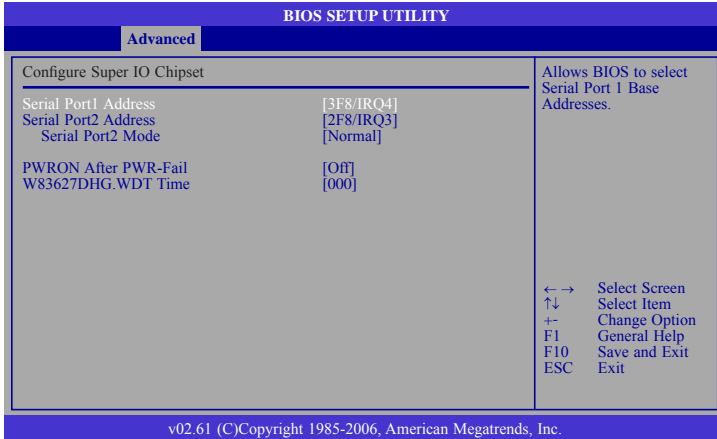 BIOS SETUP UTILITY
Advanced
Configure Super IO Chipset
Serial Port1 Address [3F8/IRQ4]
Serial Port2 Address [2F8/IRQ3]
Serial Port2 Mode [Normal]
PWRON After PWR-Fail [Off]
W83627DHG.WDT Time [000]
Allows BIOS to select
Serial Port 1 Base
Addresses.
←→ Select Screen
↑↓ Select Item
+- Change Option
F1 General Help
F10 Save and Exit
ESC Exit
v02.61 (C)Copyright 1985-2006, American Megatrends, Inc.